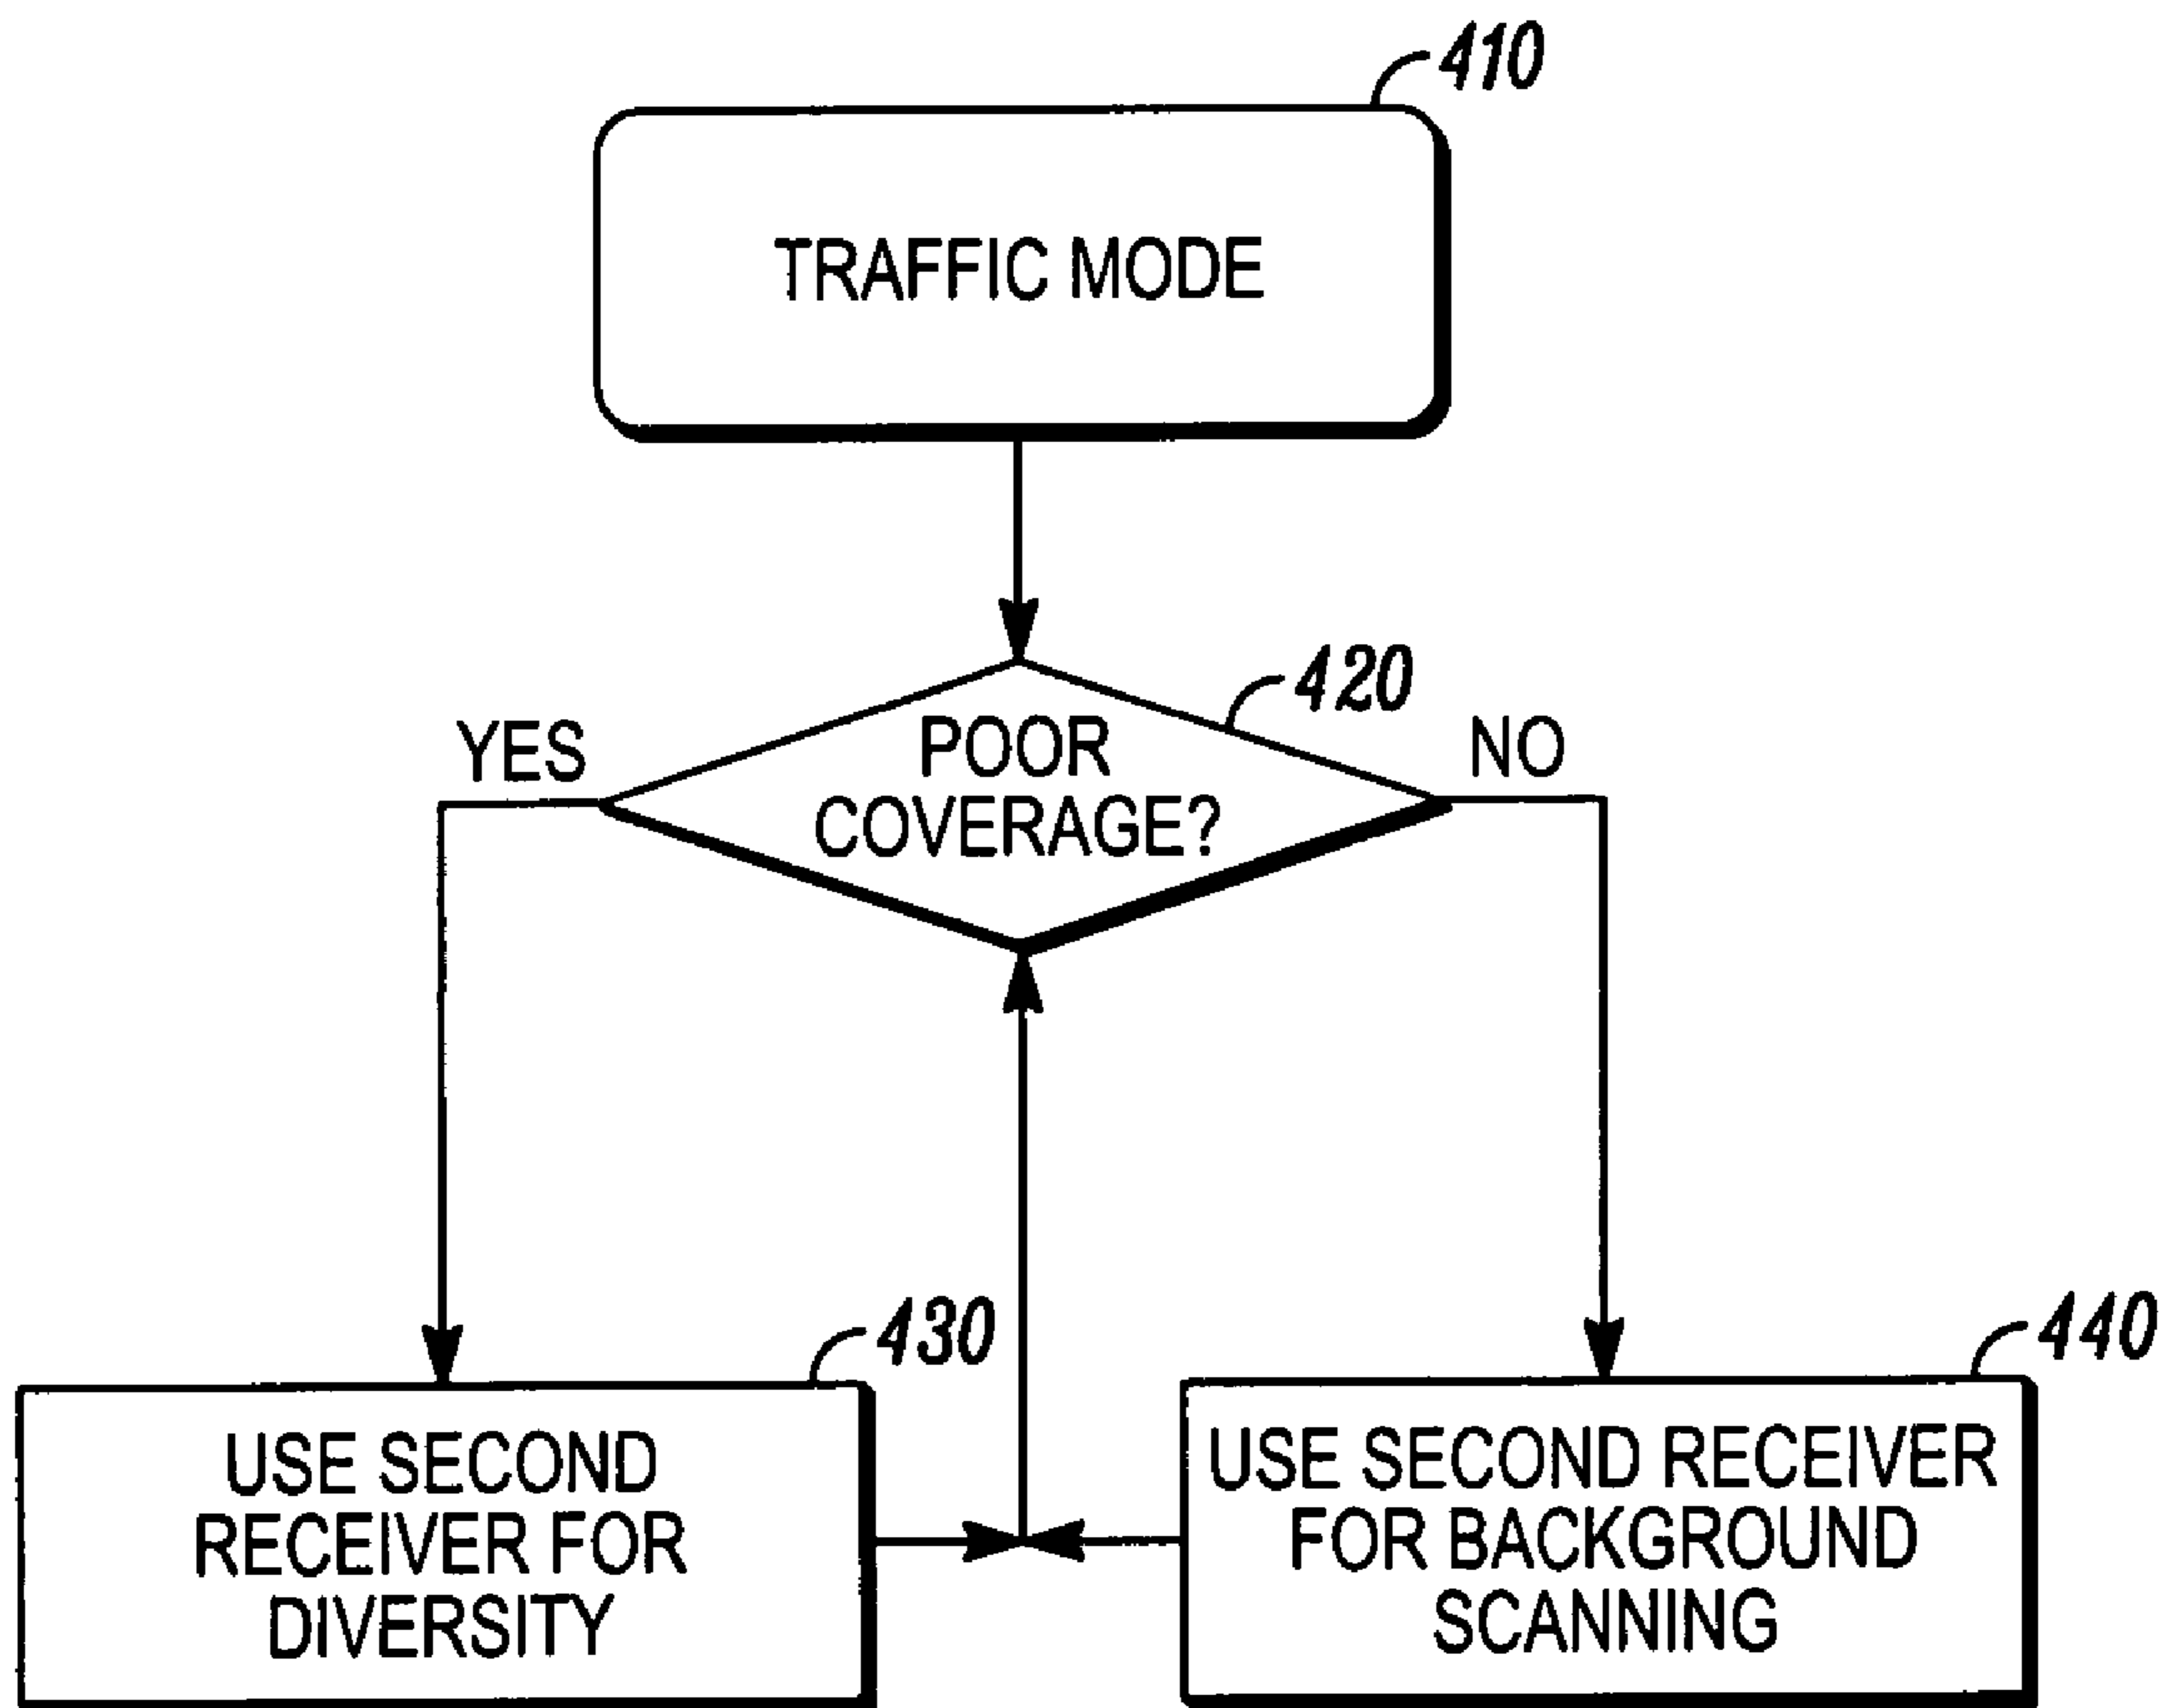 410
TRAFFIC MODE
420
YES
POOR
COVERAGE?
NO
430
USE SECOND
RECEIVER FOR
DIVERSITY
440
USE SECOND RECEIVER
FOR BACKGROUND
SCANNING